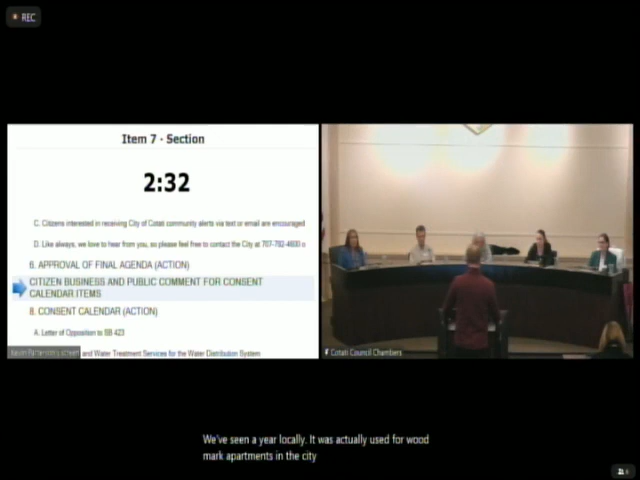 REC
Item 7 - Section
2:32
C. Citizens interested in receiving City of Cotati community alerts via text or email are encouraged
D. Like always, we love to hear from you, so please feel free to contact the City at 707-792-4600 o
6. APPROVAL OF FINAL AGENDA (ACTION)
CITIZEN BUSINESS AND PUBLIC COMMENT FOR CONSENT
CALENDAR ITEMS
8. CONSENT CALENDAR (ACTION)
A. Letter of Opposition to SB 423
and Water Treatment Services for the Water Distribution System
Cotati Council Chambers
We've seen a year locally. It was actually used for wood
mark apartments in the city